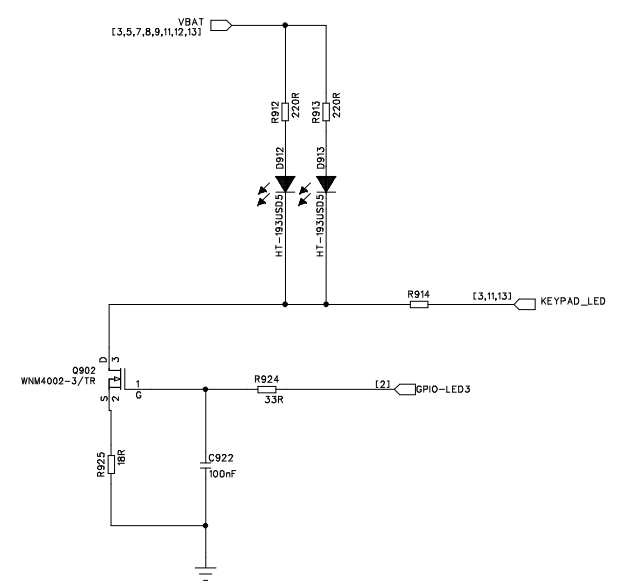 VBAT
[3,5,7,8,9,11,12,13]
R912
220R
R913
220R
D912
HT-193USD5
D913
HT-193USD5
R914
[3,11,13]
KEYPAD_LED
D
3
Q902
WNM4002-3/TR
1
G
S
2
R924
33R
[2]
GPIO-LED3
R925
18R
C922
100nF